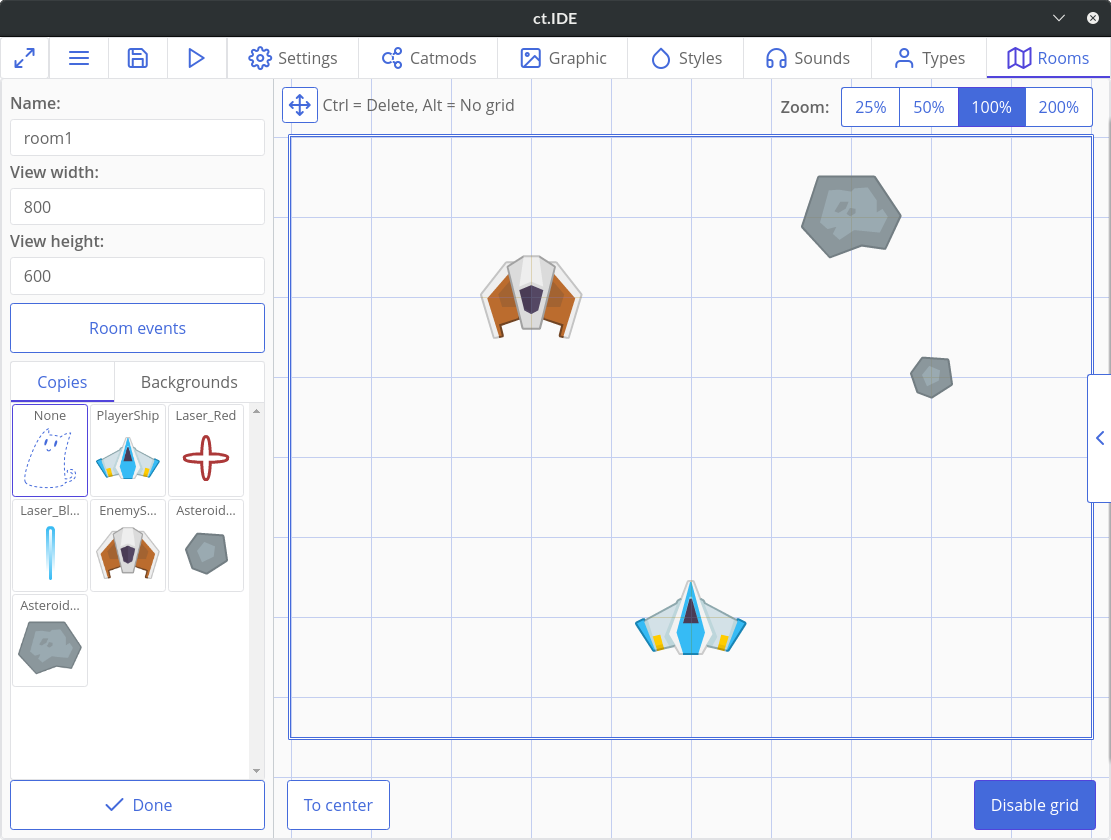 ct.IDE
Settings
Catmods
Graphic
Styles
Sounds
Types
Rooms
Name:
room1
View width:
800
View height:
600
Room events
Copies
Backgrounds
None
PlayerShip
Laser_Red
Laser_Bl...
EnemyS...
Asteroid...
Asteroid...
Done
Ctrl = Delete, Alt = No grid
Zoom:
25%
50%
100%
200%
To center
Disable grid